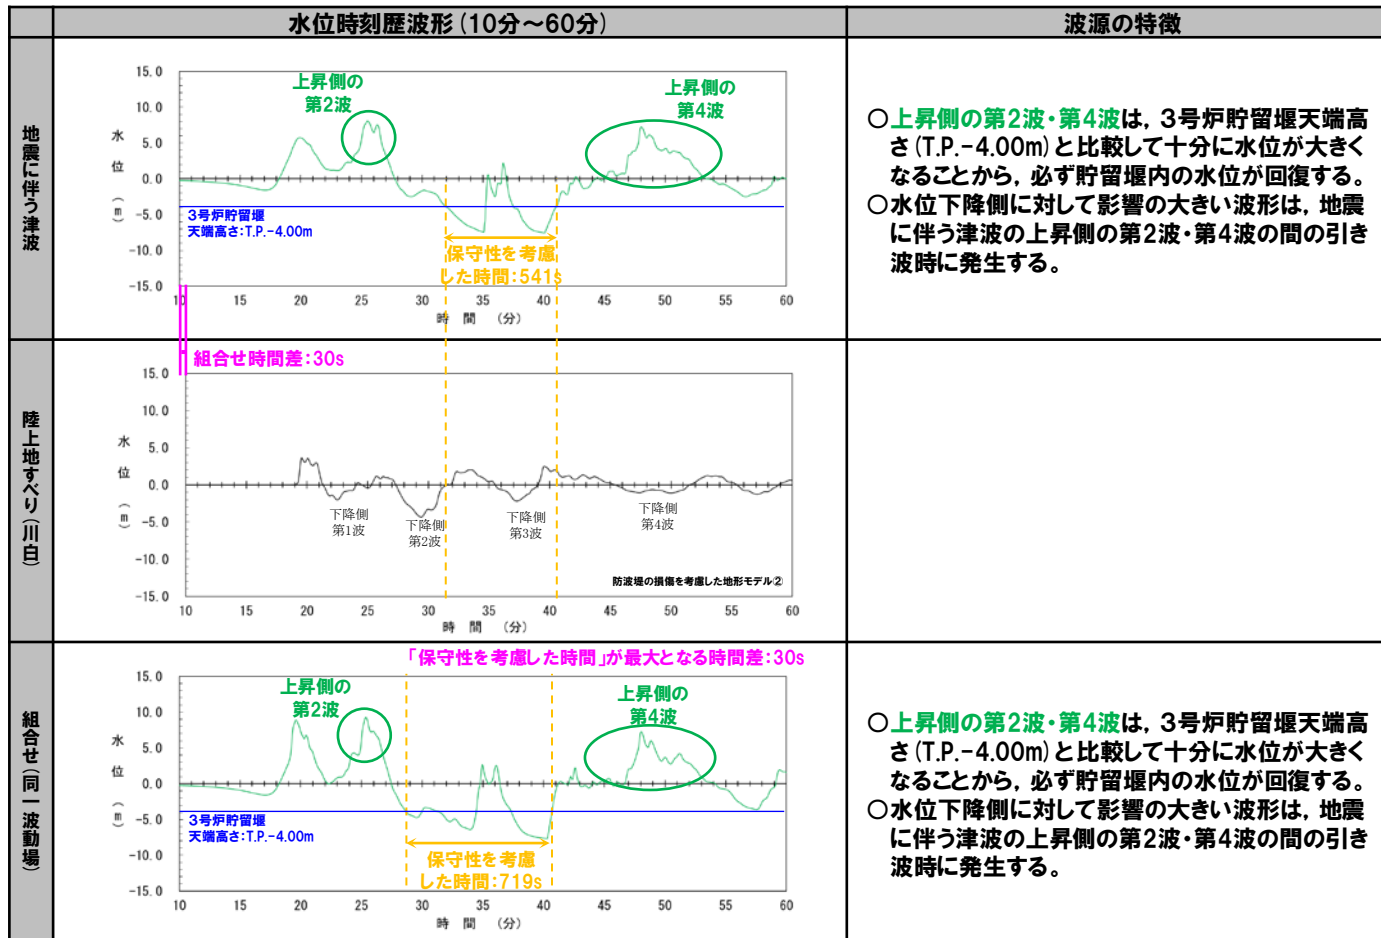 水位時刻歴波形(10分～60分)
波源の特徴
地震に伴う津波
上昇側の
第2波
上昇側の
第4波
水位(m)
15.0
10.0
5.0
0.0
-5.0
-10.0
-15.0
3号炉貯留堰
天端高さ:T.P.-4.00m
保守性を考慮
した時間:541s
10 15 20 25 30 35 40 45 50 55 60
時 間 (分)
○上昇側の第2波・第4波は，3号炉貯留堰天端高
さ(T.P.-4.00m)と比較して十分に水位が大きく
なることから，必ず貯留堰内の水位が回復する。
○水位下降側に対して影響の大きい波形は，地震
に伴う津波の上昇側の第2波・第4波の間の引き
波時に発生する。
陸上地すべり(川白)
組合せ時間差:30s
水位(m)
15.0
10.0
5.0
0.0
-5.0
-10.0
-15.0
下降側
第1波
下降側
第2波
下降側
第3波
下降側
第4波
防波堤の損傷を考慮した地形モデル②
10 15 20 25 30 35 40 45 50 55 60
時 間 (分)
組合せ(同一波動場)
「保守性を考慮した時間」が最大となる時間差:30s
上昇側の
第2波
上昇側の
第4波
水位(m)
15.0
10.0
5.0
0.0
-5.0
-10.0
-15.0
3号炉貯留堰
天端高さ:T.P.-4.00m
保守性を考慮
した時間:719s
10 15 20 25 30 35 40 45 50 55 60
時 間 (分)
○上昇側の第2波・第4波は，3号炉貯留堰天端高
さ(T.P.-4.00m)と比較して十分に水位が大きく
なることから，必ず貯留堰内の水位が回復する。
○水位下降側に対して影響の大きい波形は，地震
に伴う津波の上昇側の第2波・第4波の間の引き
波時に発生する。